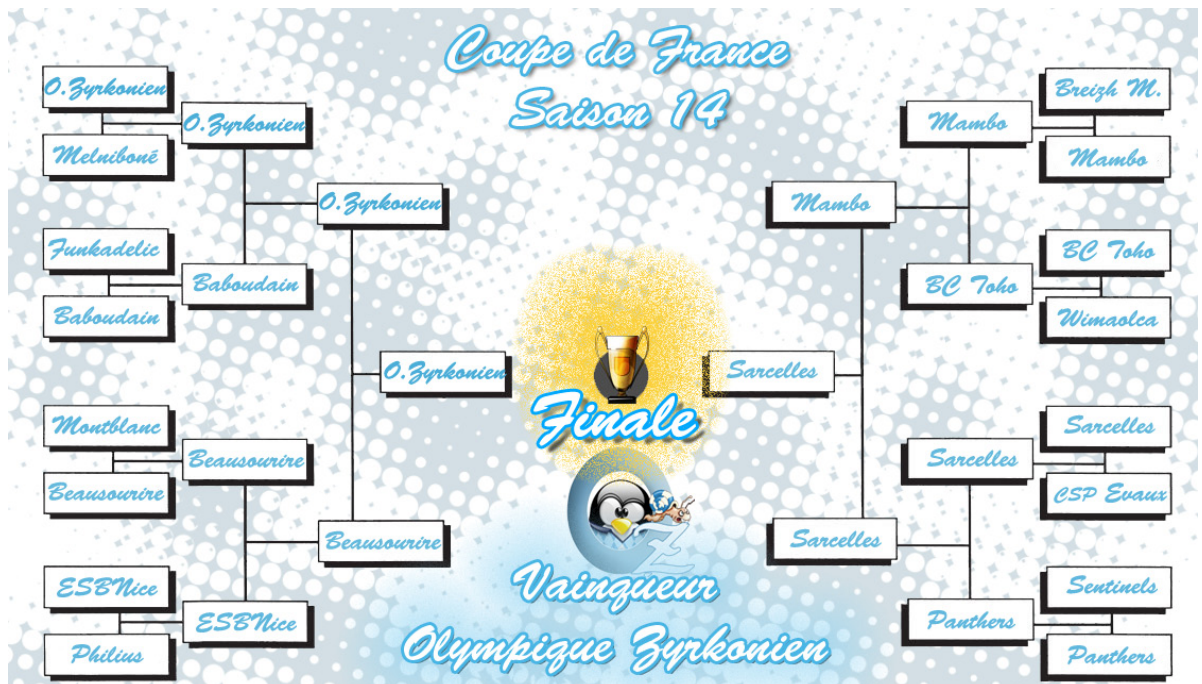 Coupe de France
Saison 14
O.Zyrkonien
Melniboné
O.Zyrkonien
Funkadelic
Baboudain
Baboudain
O.Zyrkonien
Montblanc
Beausourire
Beausourire
ESBNice
Philius
ESBNice
Beausourire
O.Zyrkonien
Breizh M.
Mambo
Mambo
BC Toho
Wimaolca
BC Toho
Mambo
Sarcelles
CSP Evaux
Sarcelles
Sentinels
Panthers
Panthers
Sarcelles
Sarcelles
Finale
OZ
Vainqueur
Olympique Zyrkonien